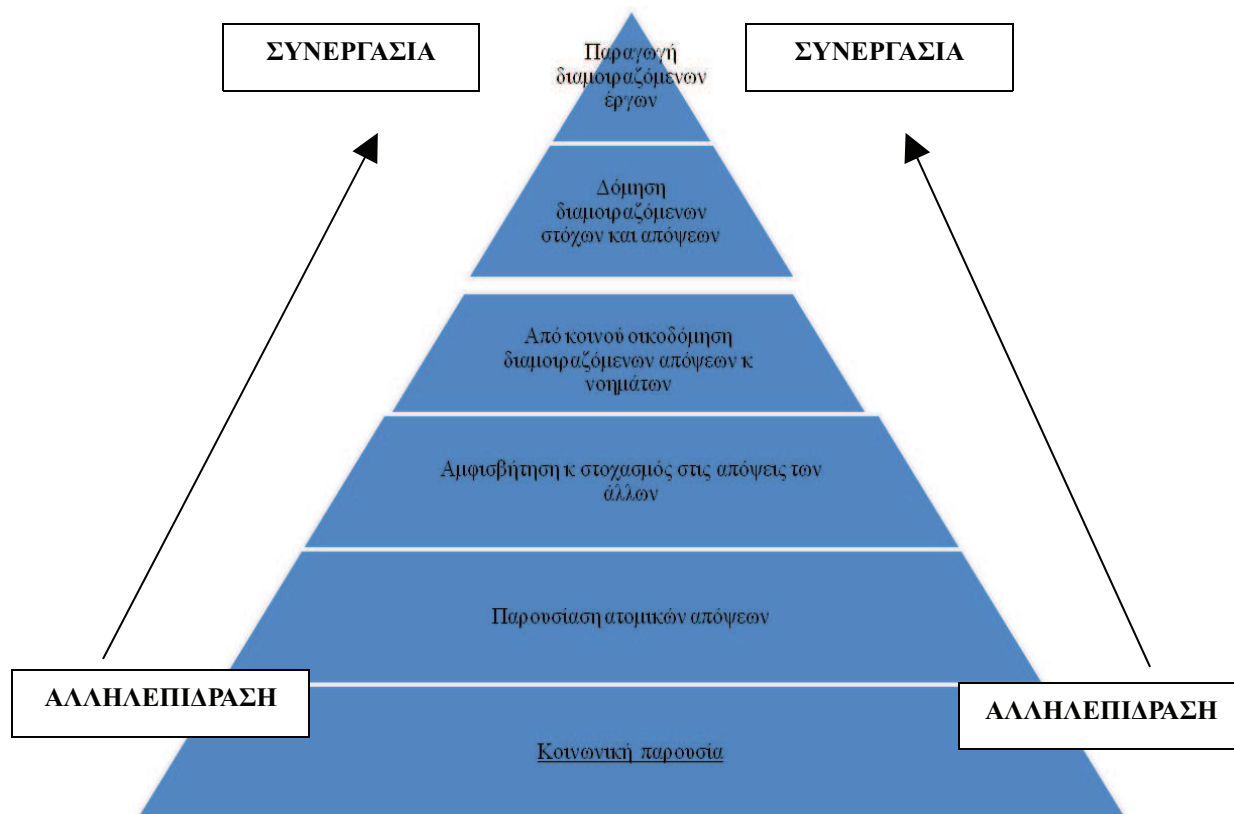 ΣΥΝΕΡΓΑΣΙΑ
ΣΥΝΕΡΓΑΣΙΑ
Παραγωγή
διαμοιραζόμενων
έργων
Δόμηση
διαμοιραζόμενων
στόχων και απόψεων
Από κοινού οικοδόμηση
διαμοιραζόμενων απόψεων κ
νοημάτων
Αμφισβήτηση κ στοχασμός στις απόψεις των
άλλων
Παρουσίαση ατομικών απόψεων
ΑΛΛΗΛΕΠΙΔΡΑΣΗ
ΑΛΛΗΛΕΠΙΔΡΑΣΗ
Κοινωνική παρουσία